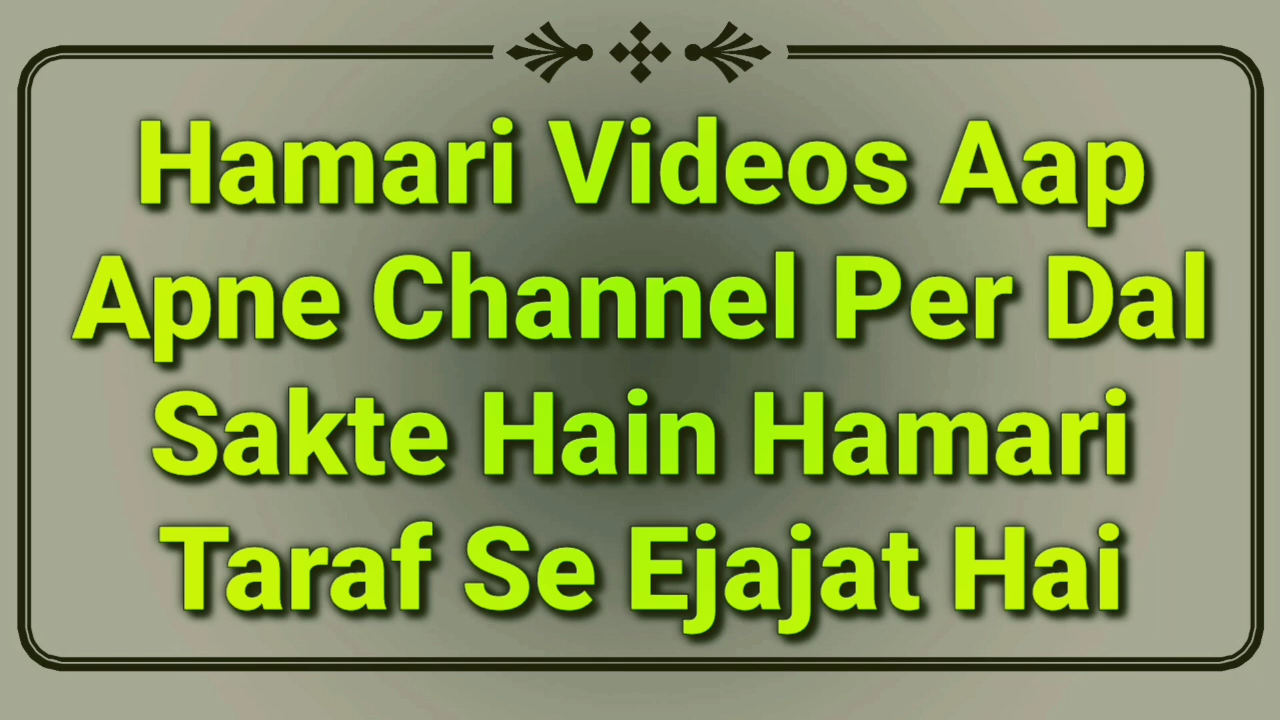 Hamari Videos Aap
Apne Channel Per Dal
Sakte Hain Hamari
Taraf Se Ejajat Hai